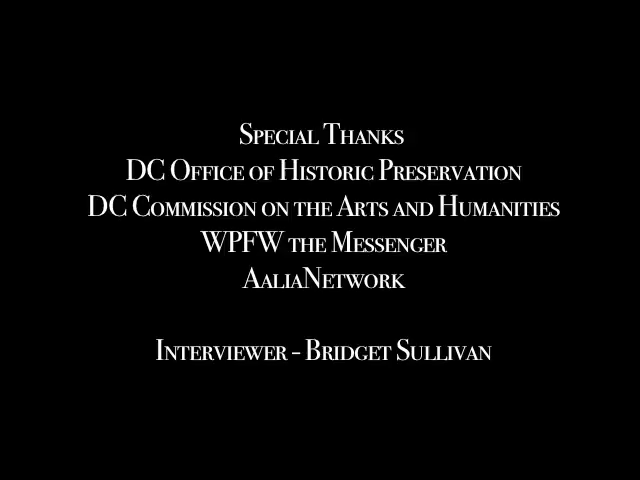 Special Thanks
DC Office of Historic Preservation
DC Commission on the Arts and Humanities
WPFW the Messenger
AaliaNetwork
Interviewer - Bridget Sullivan